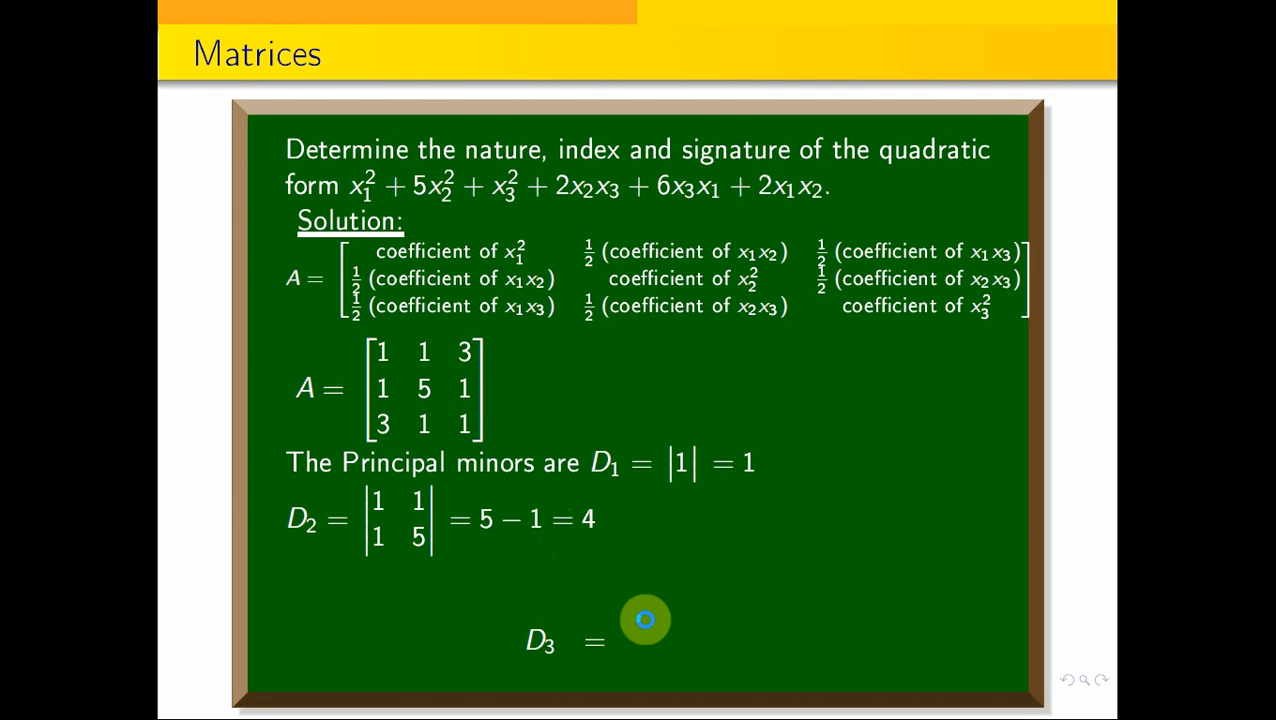 Matrices
Determine the nature, index and signature of the quadratic
form x₁² + 5x₂² + x₃² + 2x₂x₃ + 6x₃x₁ + 2x₁x₂.
Solution:
A = [ coefficient of x₁²   ½ (coefficient of x₁x₂)   ½ (coefficient of x₁x₃)
½ (coefficient of x₁x₂)   coefficient of x₂²   ½ (coefficient of x₂x₃)
½ (coefficient of x₁x₃)   ½ (coefficient of x₂x₃)   coefficient of x₃² ]
A = [ 1 1 3
1 5 1
3 1 1 ]
The Principal minors are D₁ = |1| = 1
D₂ = | 1 1
1 5 | = 5 − 1 = 4
D₃ =